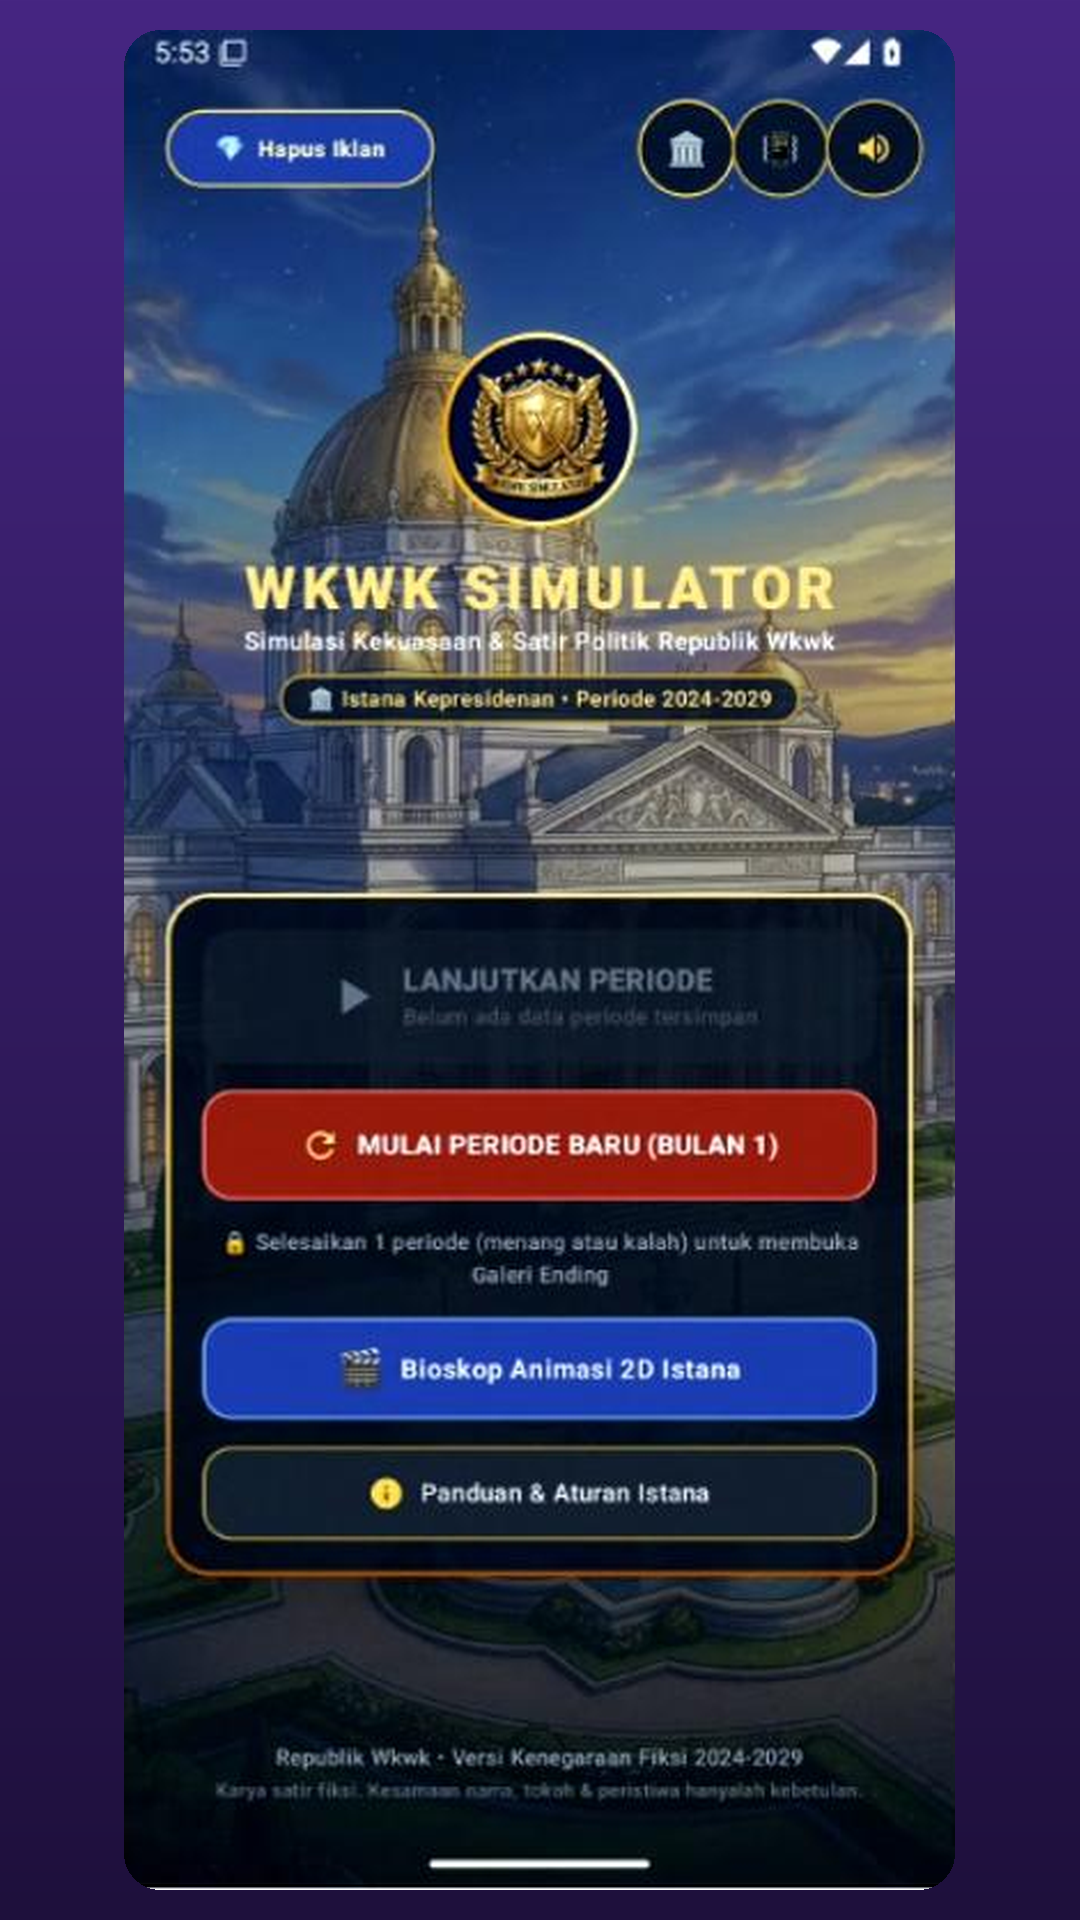 5:53
Hapus Iklan
W
WKWK SIMULATOR
WKWK SIMULATOR
Simulasi Kekuasaan & Satir Politik Republik Wkwk
Istana Kepresidenan • Periode 2024-2029
LANJUTKAN PERIODE
Belum ada data periode tersimpan
MULAI PERIODE BARU (BULAN 1)
Selesaikan 1 periode (menang atau kalah) untuk membuka
Galeri Ending
Bioskop Animasi 2D Istana
Panduan & Aturan Istana
Republik Wkwk • Versi Kenegaraan Fiksi 2024-2029
Karya satir fiksi. Kesamaan nama, tokoh & peristiwa hanyalah kebetulan.